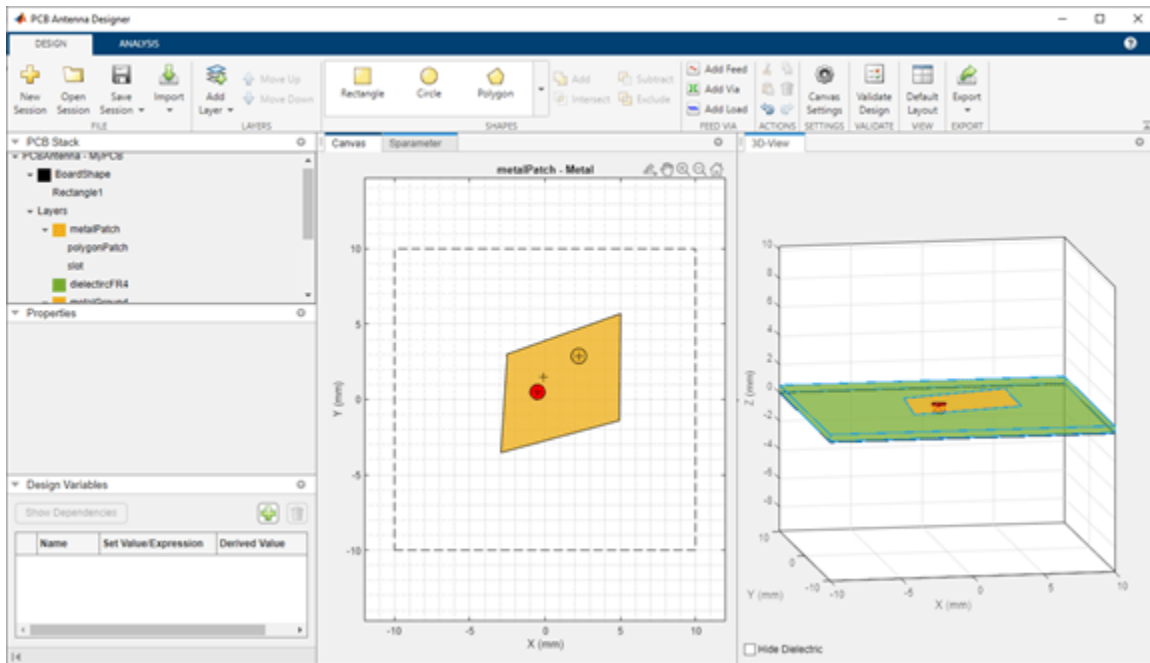 PCB Antenna Designer
DESIGN ANALYSIS
New Session
Open Session
Save Session
Import
FILE
Add Layer
Move Up
Move Down
LAYERS
Rectangle
Circle
Polygon
Add
Subtract
Intersect
Exclude
SHAPES
Add Feed
Add Via
Add Load
FEED VIA
ACTIONS
Canvas Settings
SETTINGS
Validate Design
VALIDATE
Default Layout
VIEW
Export
EXPORT
PCB Stack
PCBAntenna - MyPCB
BoardShape
Rectangle1
Layers
metalPatch
polygonPatch
slot
dielectircFR4
metalGround
Properties
Design Variables
Show Dependencies
Name Set Value/Expression Derived Value
Canvas Sparameter
metalPatch - Metal
10
5
0
-5
-10
Y (mm)
-10 -5 0 5 10
X (mm)
3D-View
10
8
6
4
2
0
-2
-4
-6
-8
-10
Z (mm)
10
0
-10
Y (mm)
-10 -5 0 5 10
X (mm)
Hide Dielectric